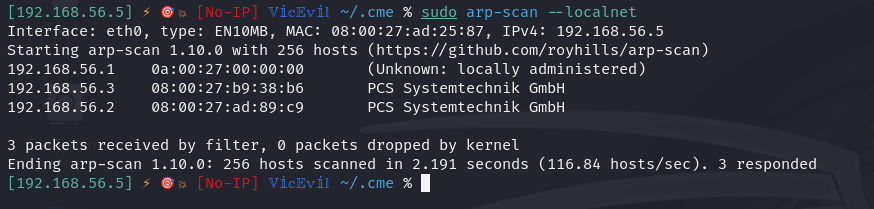 [192.168.56.5] ⚡ 🎯💥 [No-IP] 𝕍𝕚𝕔𝔼𝕧𝕚𝕝 ~/.cme % sudo arp-scan --localnet
Interface: eth0, type: EN10MB, MAC: 08:00:27:ad:25:87, IPv4: 192.168.56.5
Starting arp-scan 1.10.0 with 256 hosts (https://github.com/royhills/arp-scan)
192.168.56.1    0a:00:27:00:00:00       (Unknown: locally administered)
192.168.56.3    08:00:27:b9:38:b6       PCS Systemtechnik GmbH
192.168.56.2    08:00:27:ad:89:c9       PCS Systemtechnik GmbH
3 packets received by filter, 0 packets dropped by kernel
Ending arp-scan 1.10.0: 256 hosts scanned in 2.191 seconds (116.84 hosts/sec). 3 responded
[192.168.56.5] ⚡ 🎯💥 [No-IP] 𝕍𝕚𝕔𝔼𝕧𝕚𝕝 ~/.cme %